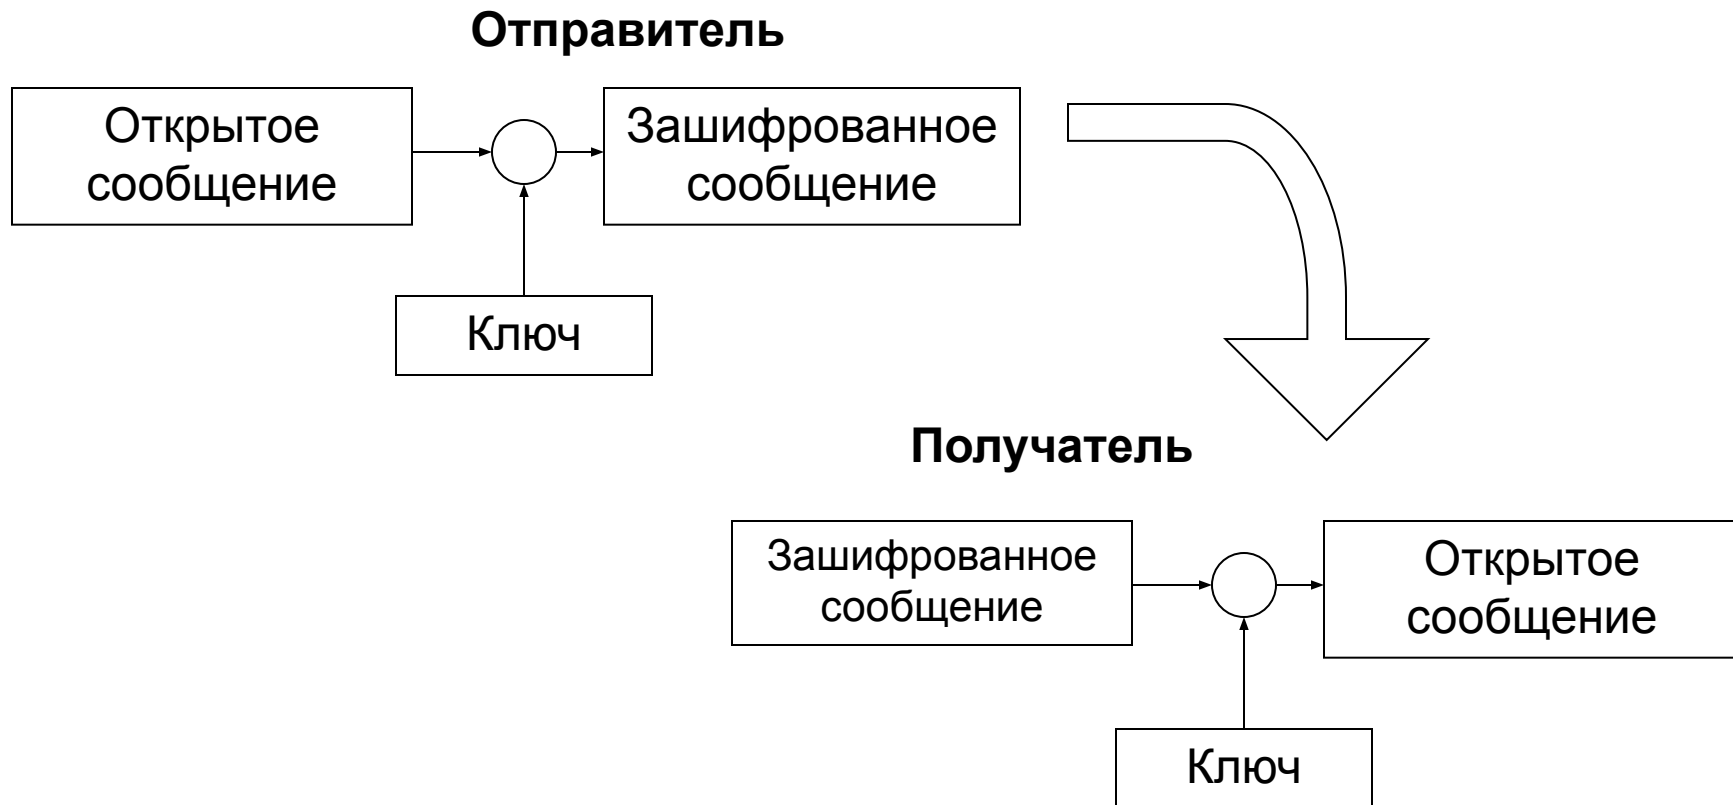 Отправитель
Открытое
сообщение
Зашифрованное
сообщение
Ключ
Получатель
Зашифрованное
сообщение
Открытое
сообщение
Ключ